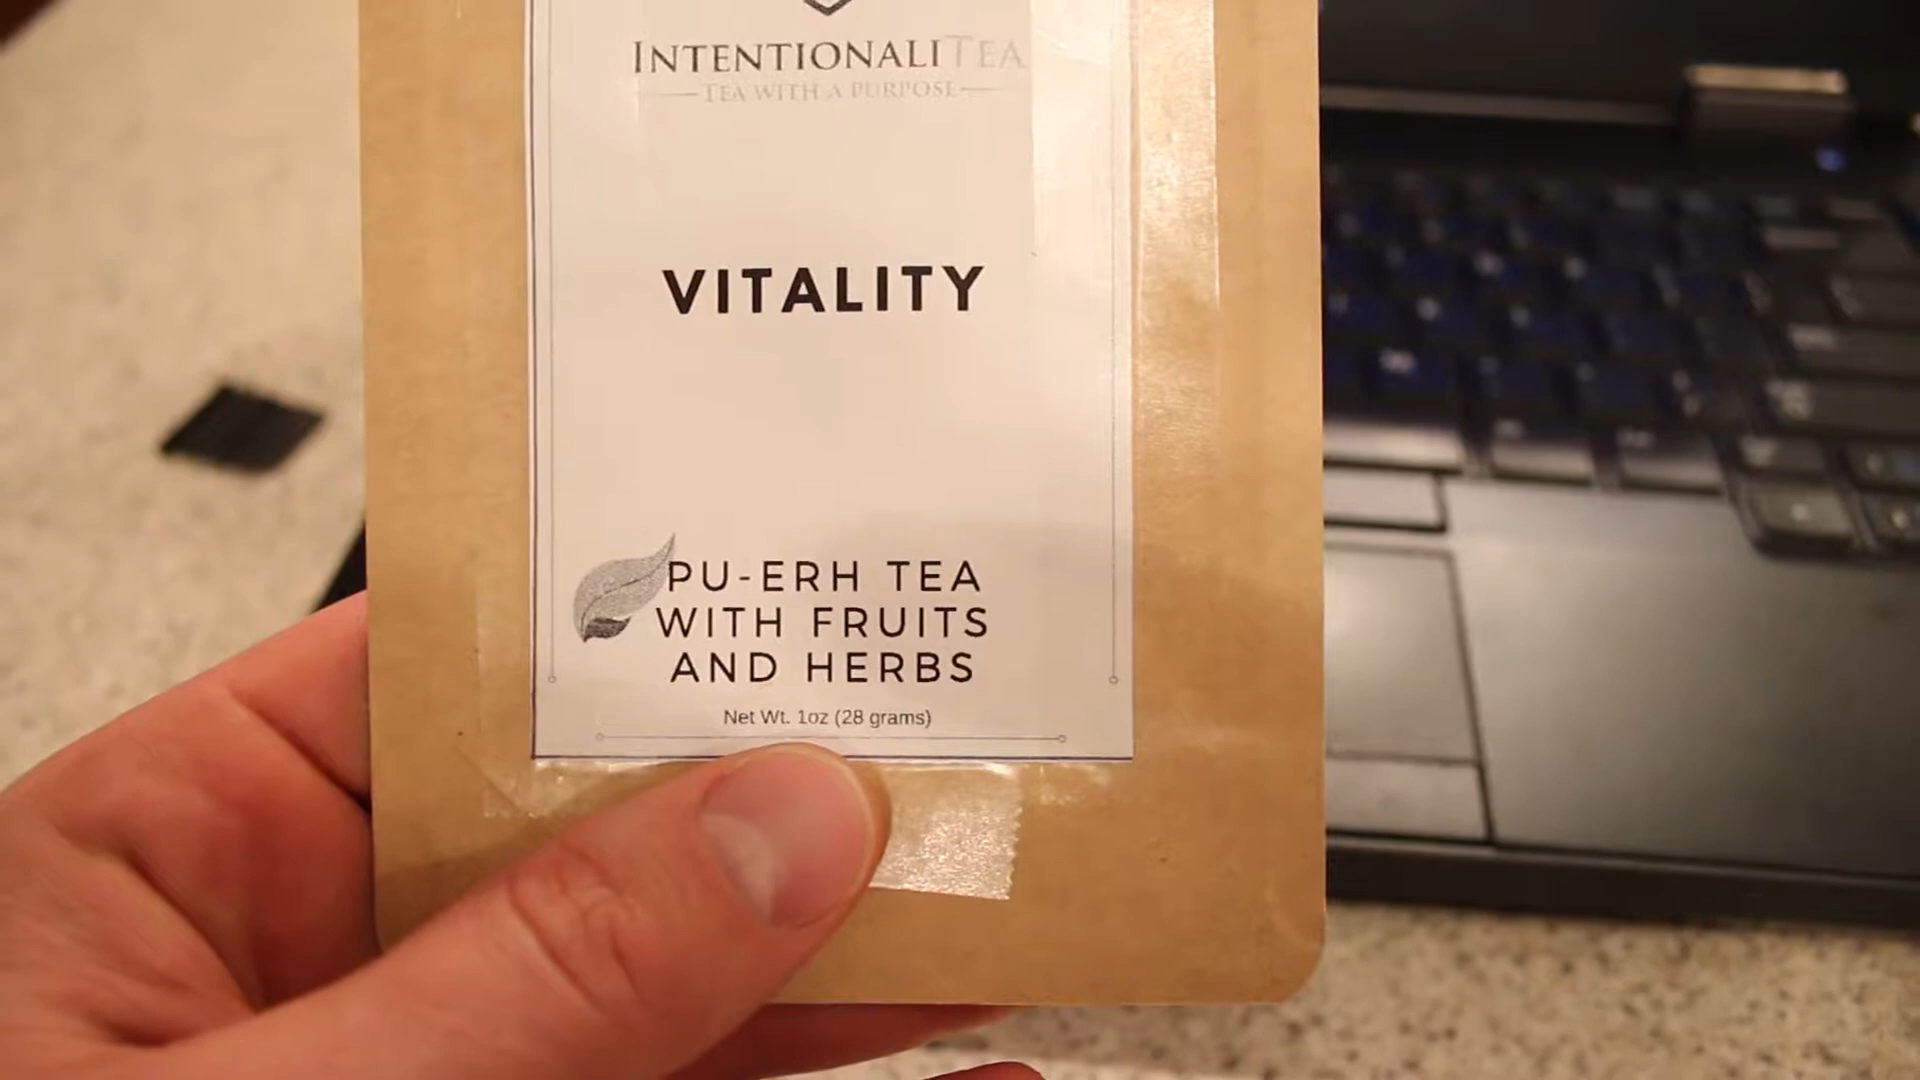 INTENTIONALITEA
TEA WITH A PURPOSE
VITALITY
PU-ERH TEA
WITH FRUITS
AND HERBS
Net Wt. 1oz (28 grams)